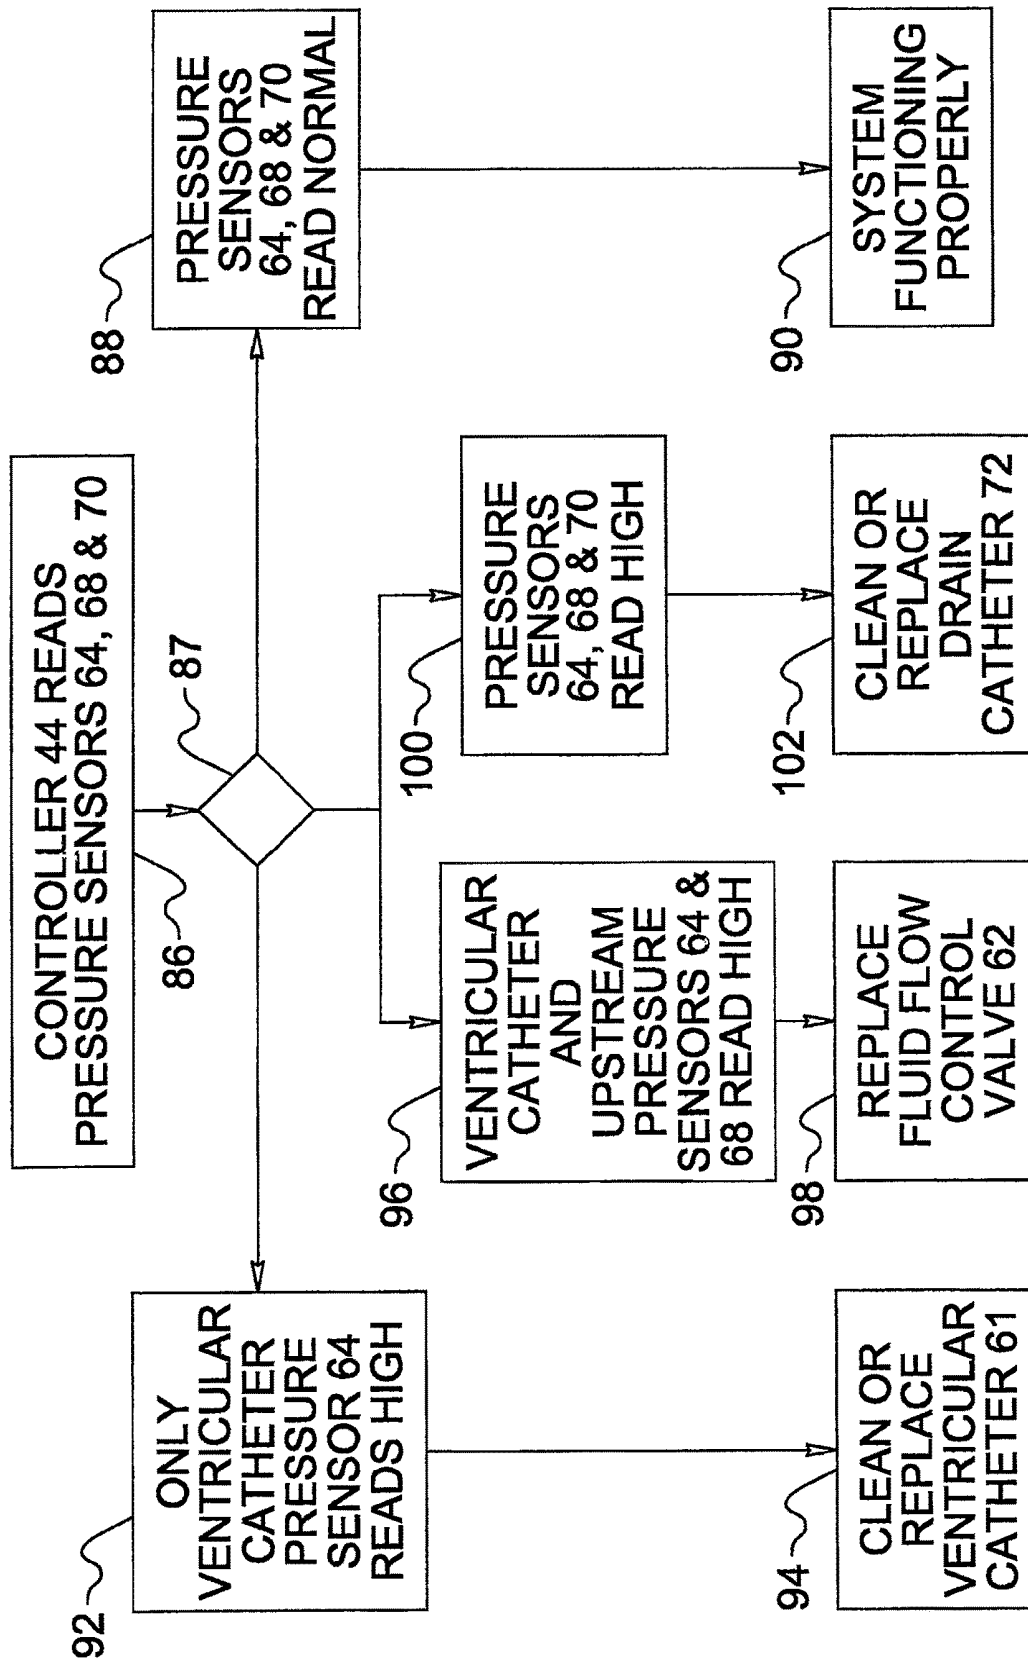 CONTROLLER 44 READS
PRESSURE SENSORS 64, 68 & 70
86
87
92
ONLY
VENTRICULAR
CATHETER
PRESSURE
SENSOR 64
READS HIGH
96
VENTRICULAR
CATHETER
AND
UPSTREAM
PRESSURE
SENSORS 64 &
68 READ HIGH
100
PRESSURE
SENSORS
64, 68 & 70
READ HIGH
88
PRESSURE
SENSORS
64, 68 & 70
READ NORMAL
94
CLEAN OR
REPLACE
VENTRICULAR
CATHETER 61
98
REPLACE
FLUID FLOW
CONTROL
VALVE 62
102
CLEAN OR
REPLACE
DRAIN
CATHETER 72
90
SYSTEM
FUNCTIONING
PROPERLY